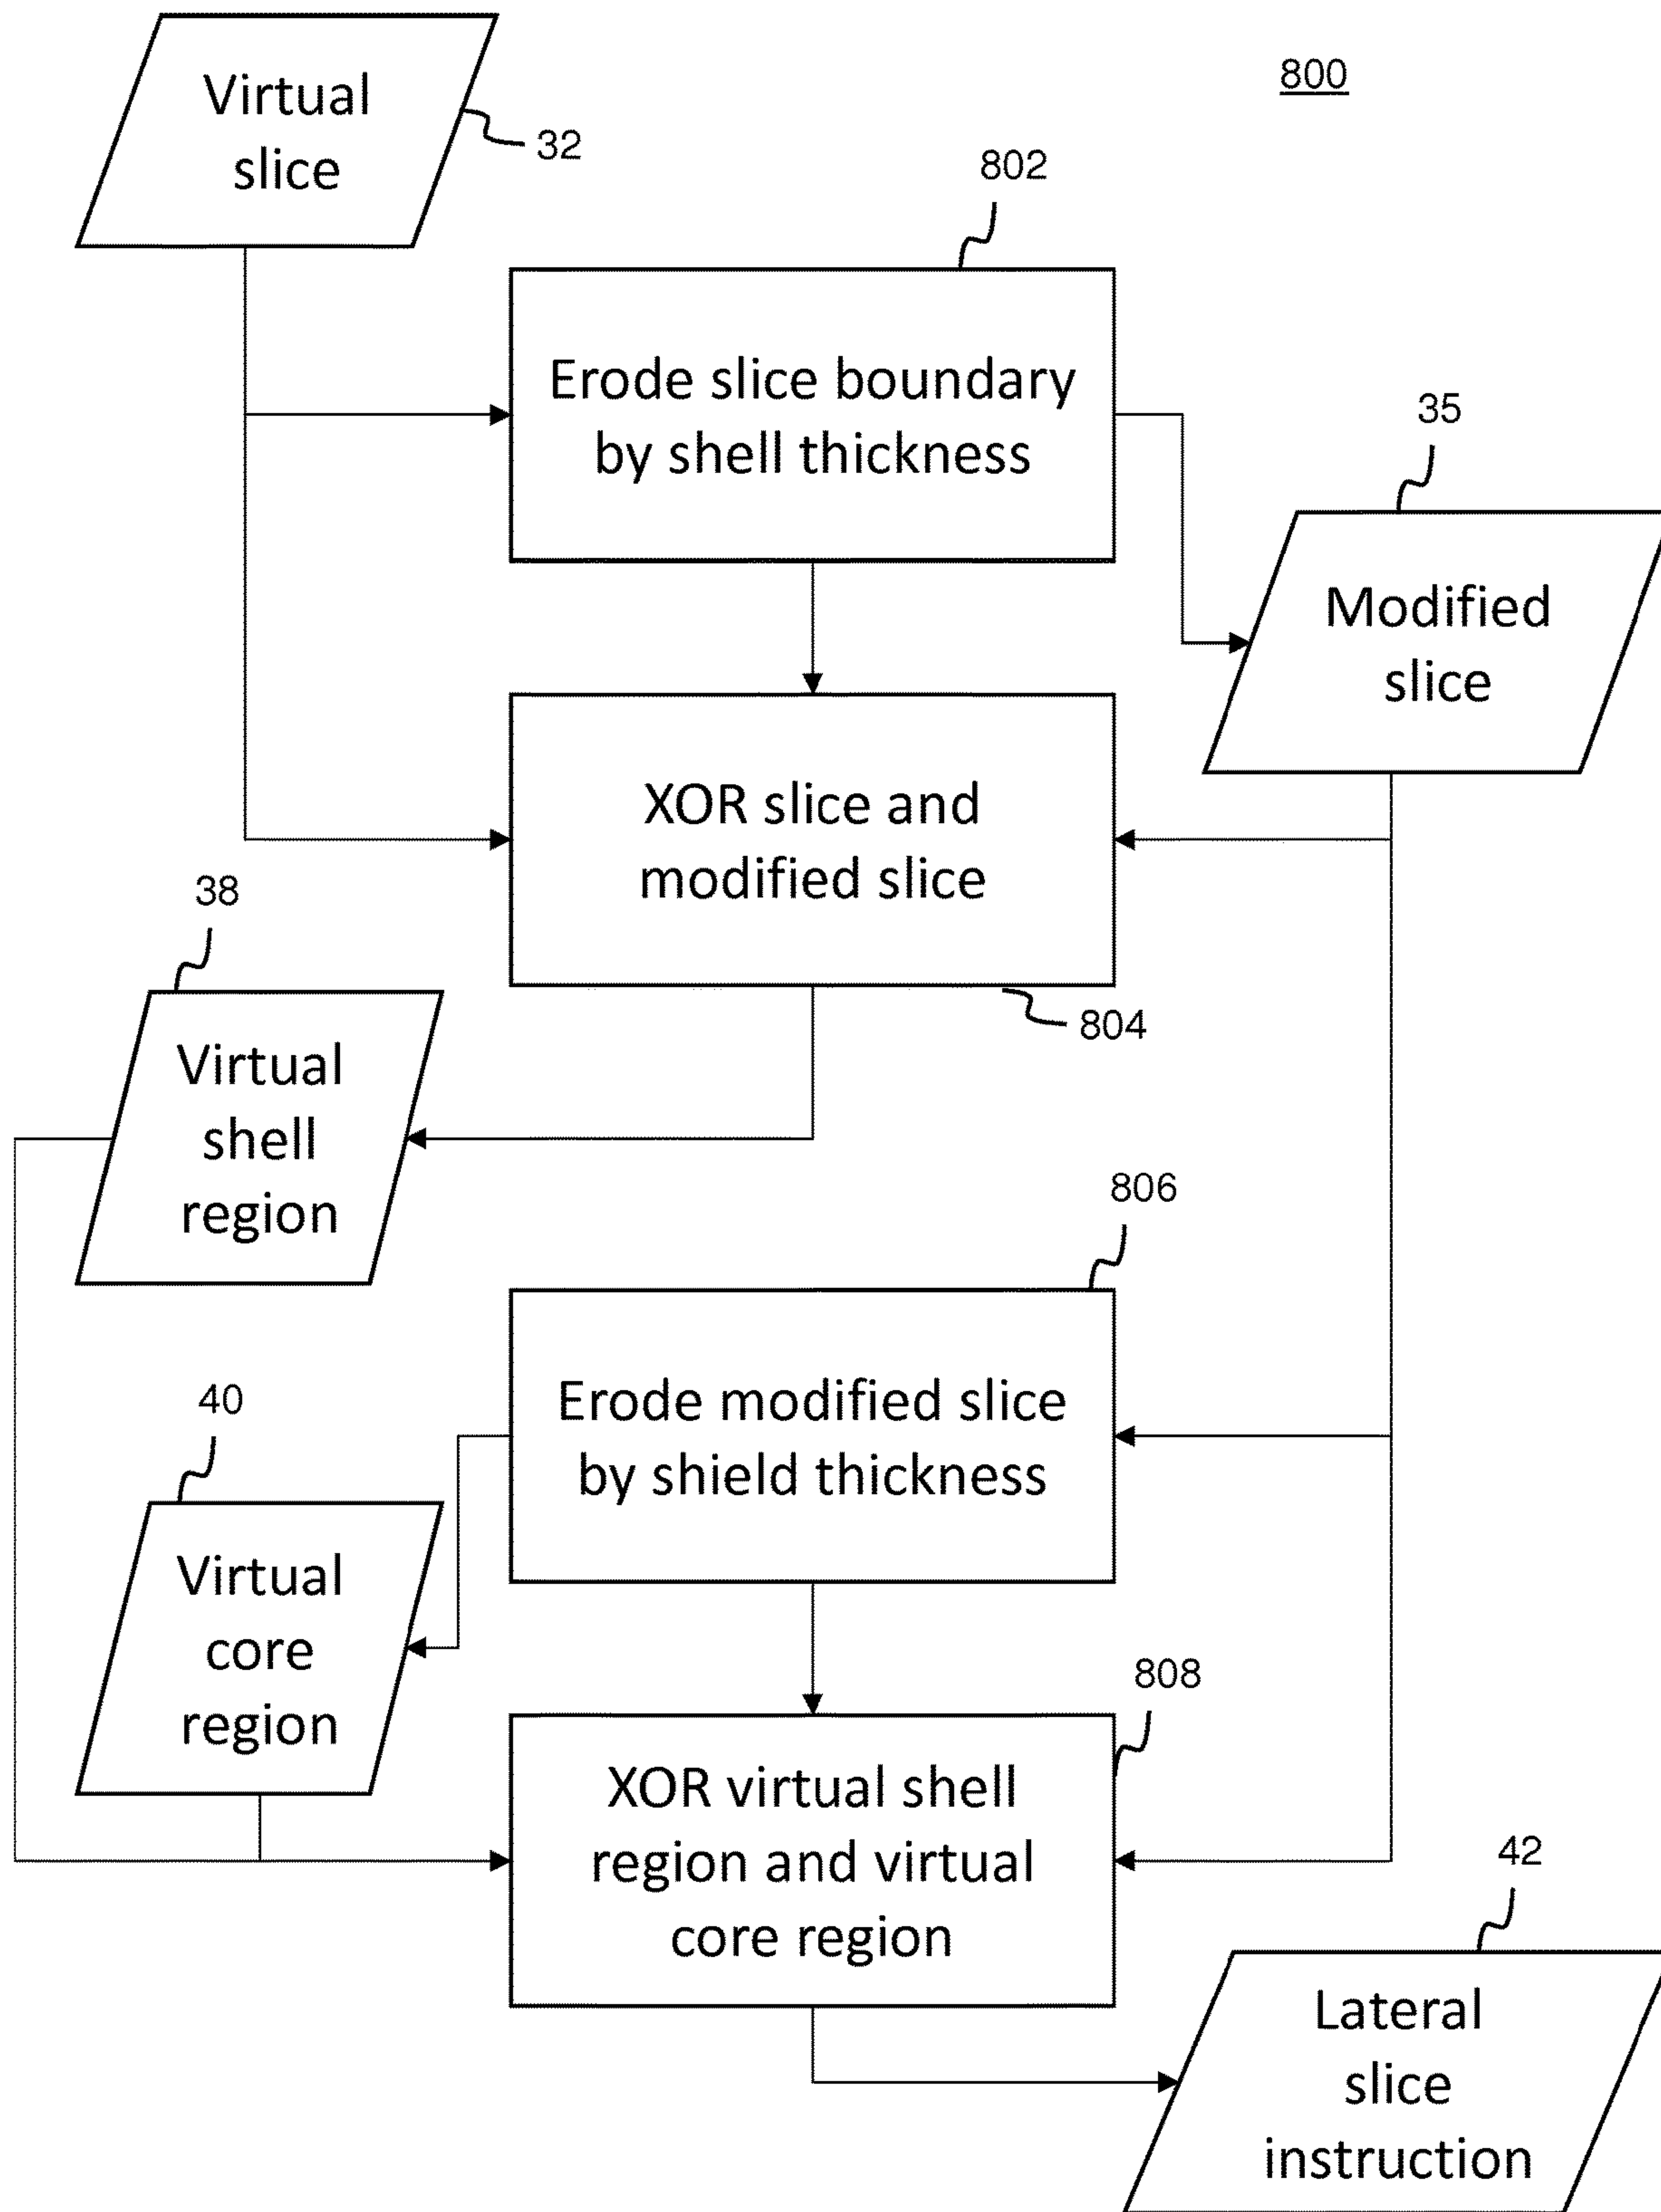 800
Virtual
slice
32
802
Erode slice boundary
by shell thickness
35
Modified
slice
XOR slice and
modified slice
804
38
Virtual
shell
region
806
Erode modified slice
by shield thickness
40
Virtual
core
region
808
XOR virtual shell
region and virtual
core region
42
Lateral
slice
instruction